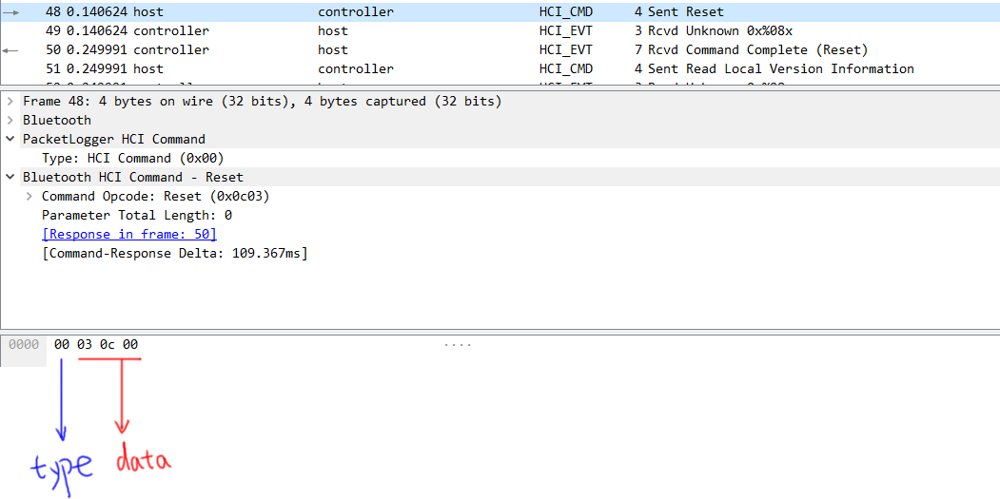 48 0.140624 host controller HCI_CMD 4 Sent Reset
49 0.140624 controller host HCI_EVT 3 Rcvd Unknown 0x%08x
50 0.249991 controller host HCI_EVT 7 Rcvd Command Complete (Reset)
51 0.249991 host controller HCI_CMD 4 Sent Read Local Version Information
Frame 48: 4 bytes on wire (32 bits), 4 bytes captured (32 bits)
Bluetooth
PacketLogger HCI Command
Type: HCI Command (0x00)
Bluetooth HCI Command - Reset
Command Opcode: Reset (0x0c03)
Parameter Total Length: 0
[Response in frame: 50]
[Command-Response Delta: 109.367ms]
0000 00 03 0c 00 ....
type data